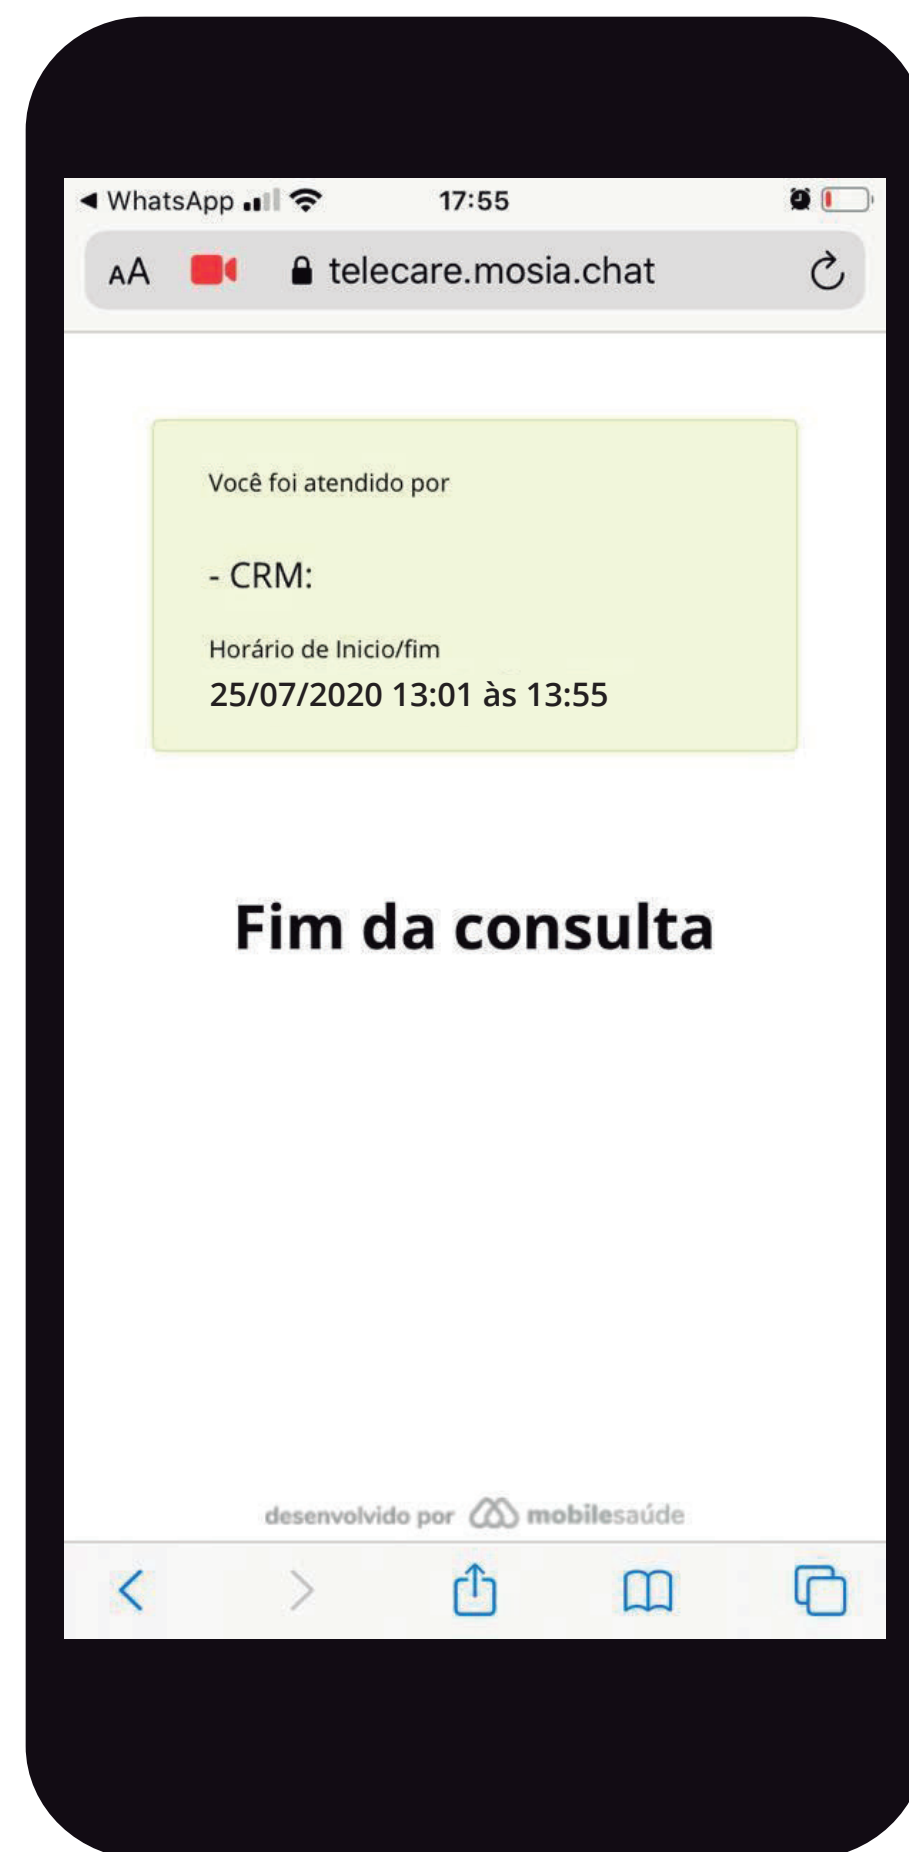 WhatsApp
17:55
AA
telecare.mosia.chat
Você foi atendido por
- CRM:
Horário de Inicio/fim
25/07/2020 13:01 às 13:55
Fim da consulta
desenvolvido por mobilesaúde